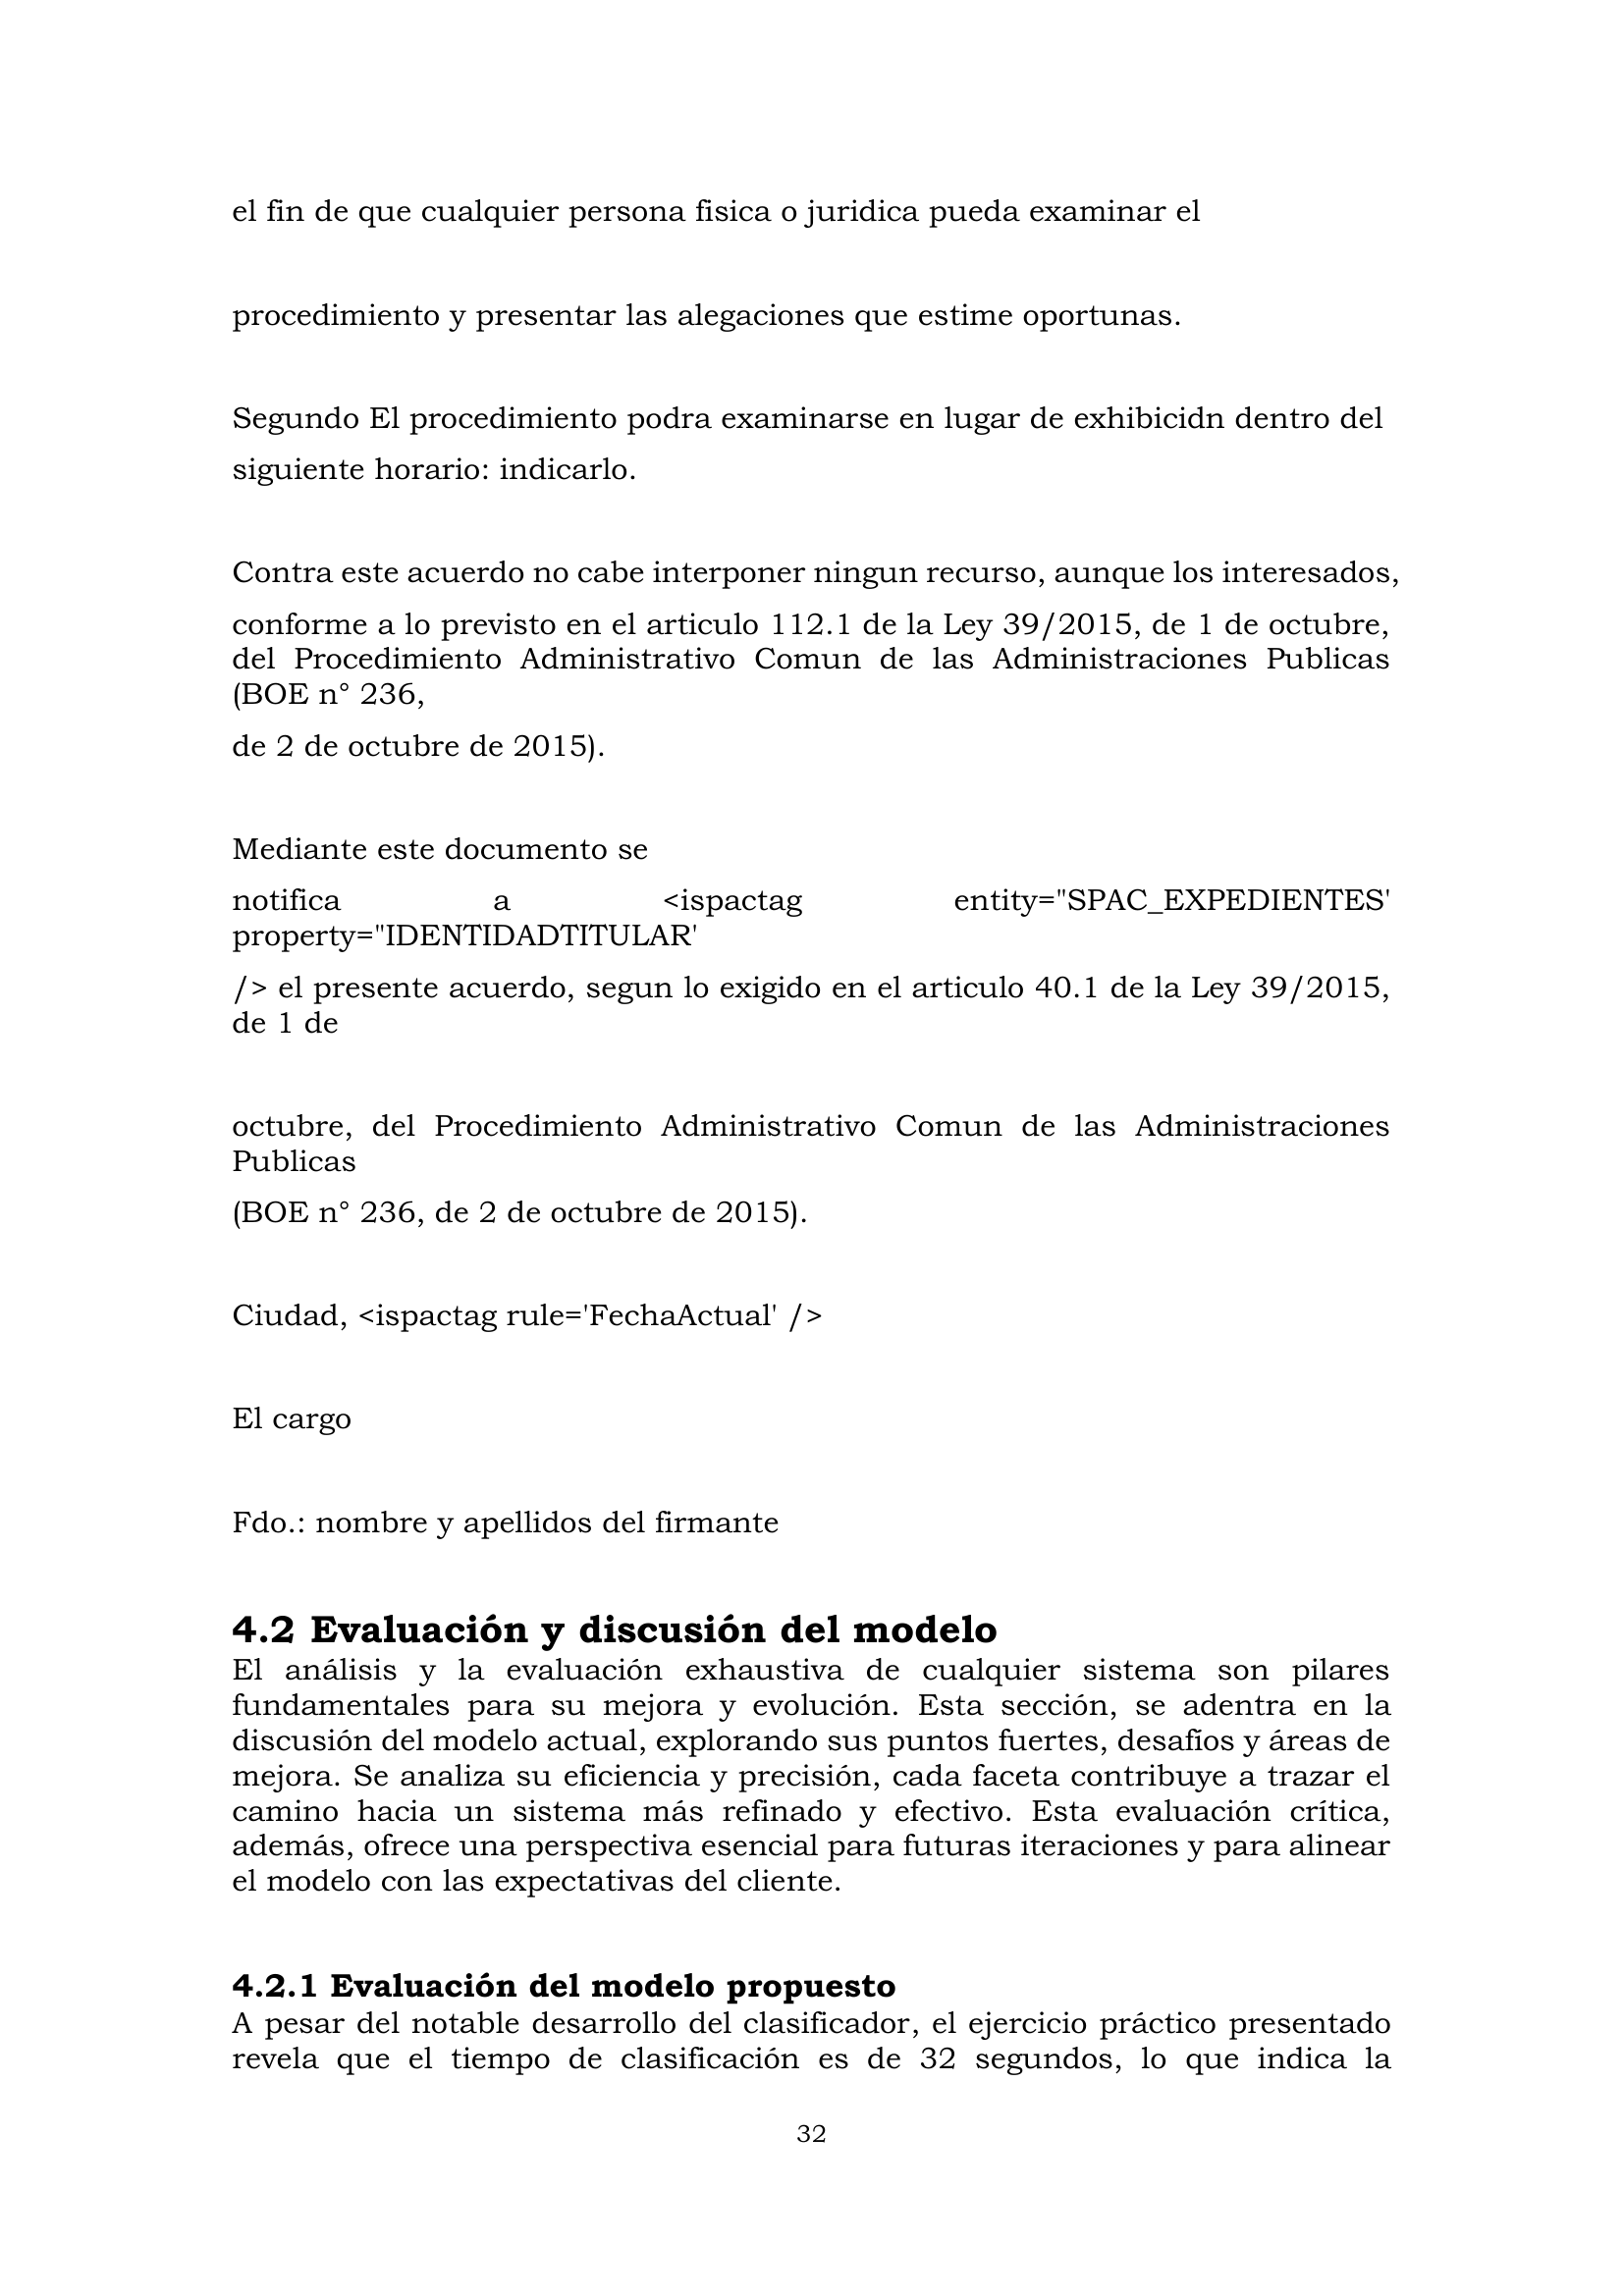 el fin de que cualquier persona fisica o juridica pueda examinar el
procedimiento y presentar las alegaciones que estime oportunas.
Segundo El procedimiento podra examinarse en lugar de exhibicidn dentro del
siguiente horario: indicarlo.
Contra este acuerdo no cabe interponer ningun recurso, aunque los interesados,
conforme a lo previsto en el articulo 112.1 de la Ley 39/2015, de 1 de octubre,
del Procedimiento Administrativo Comun de las Administraciones Publicas
(BOE n° 236,
de 2 de octubre de 2015).
Mediante este documento se
notifica a <ispactag entity="SPAC_EXPEDIENTES'
property="IDENTIDADTITULAR'
/> el presente acuerdo, segun lo exigido en el articulo 40.1 de la Ley 39/2015,
de 1 de
octubre, del Procedimiento Administrativo Comun de las Administraciones
Publicas
(BOE n° 236, de 2 de octubre de 2015).
Ciudad, <ispactag rule='FechaActual' />
El cargo
Fdo.: nombre y apellidos del firmante
4.2 Evaluación y discusión del modelo
El análisis y la evaluación exhaustiva de cualquier sistema son pilares
fundamentales para su mejora y evolución. Esta sección, se adentra en la
discusión del modelo actual, explorando sus puntos fuertes, desafíos y áreas de
mejora. Se analiza su eficiencia y precisión, cada faceta contribuye a trazar el
camino hacia un sistema más refinado y efectivo. Esta evaluación crítica,
además, ofrece una perspectiva esencial para futuras iteraciones y para alinear
el modelo con las expectativas del cliente.
4.2.1 Evaluación del modelo propuesto
A pesar del notable desarrollo del clasificador, el ejercicio práctico presentado
revela que el tiempo de clasificación es de 32 segundos, lo que indica la
32